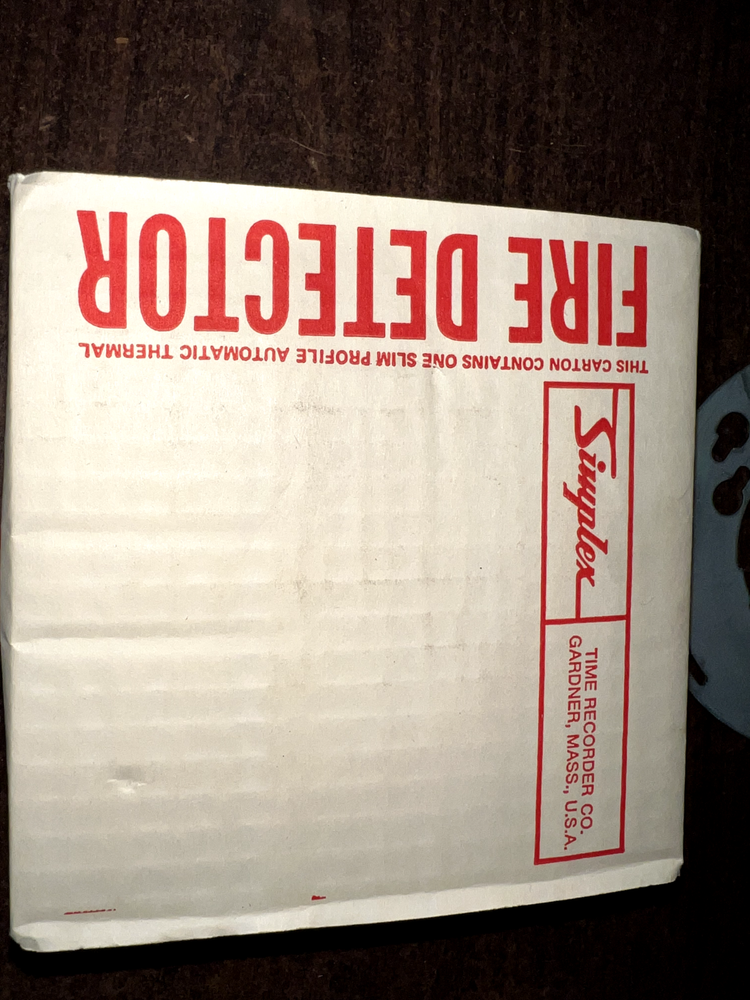 THIS CARTON CONTAINS ONE SLIM PROFILE AUTOMATIC THERMAL
FIRE DETECTOR
Simplex
TIME RECORDER CO.
GARDNER, MASS., U.S.A.